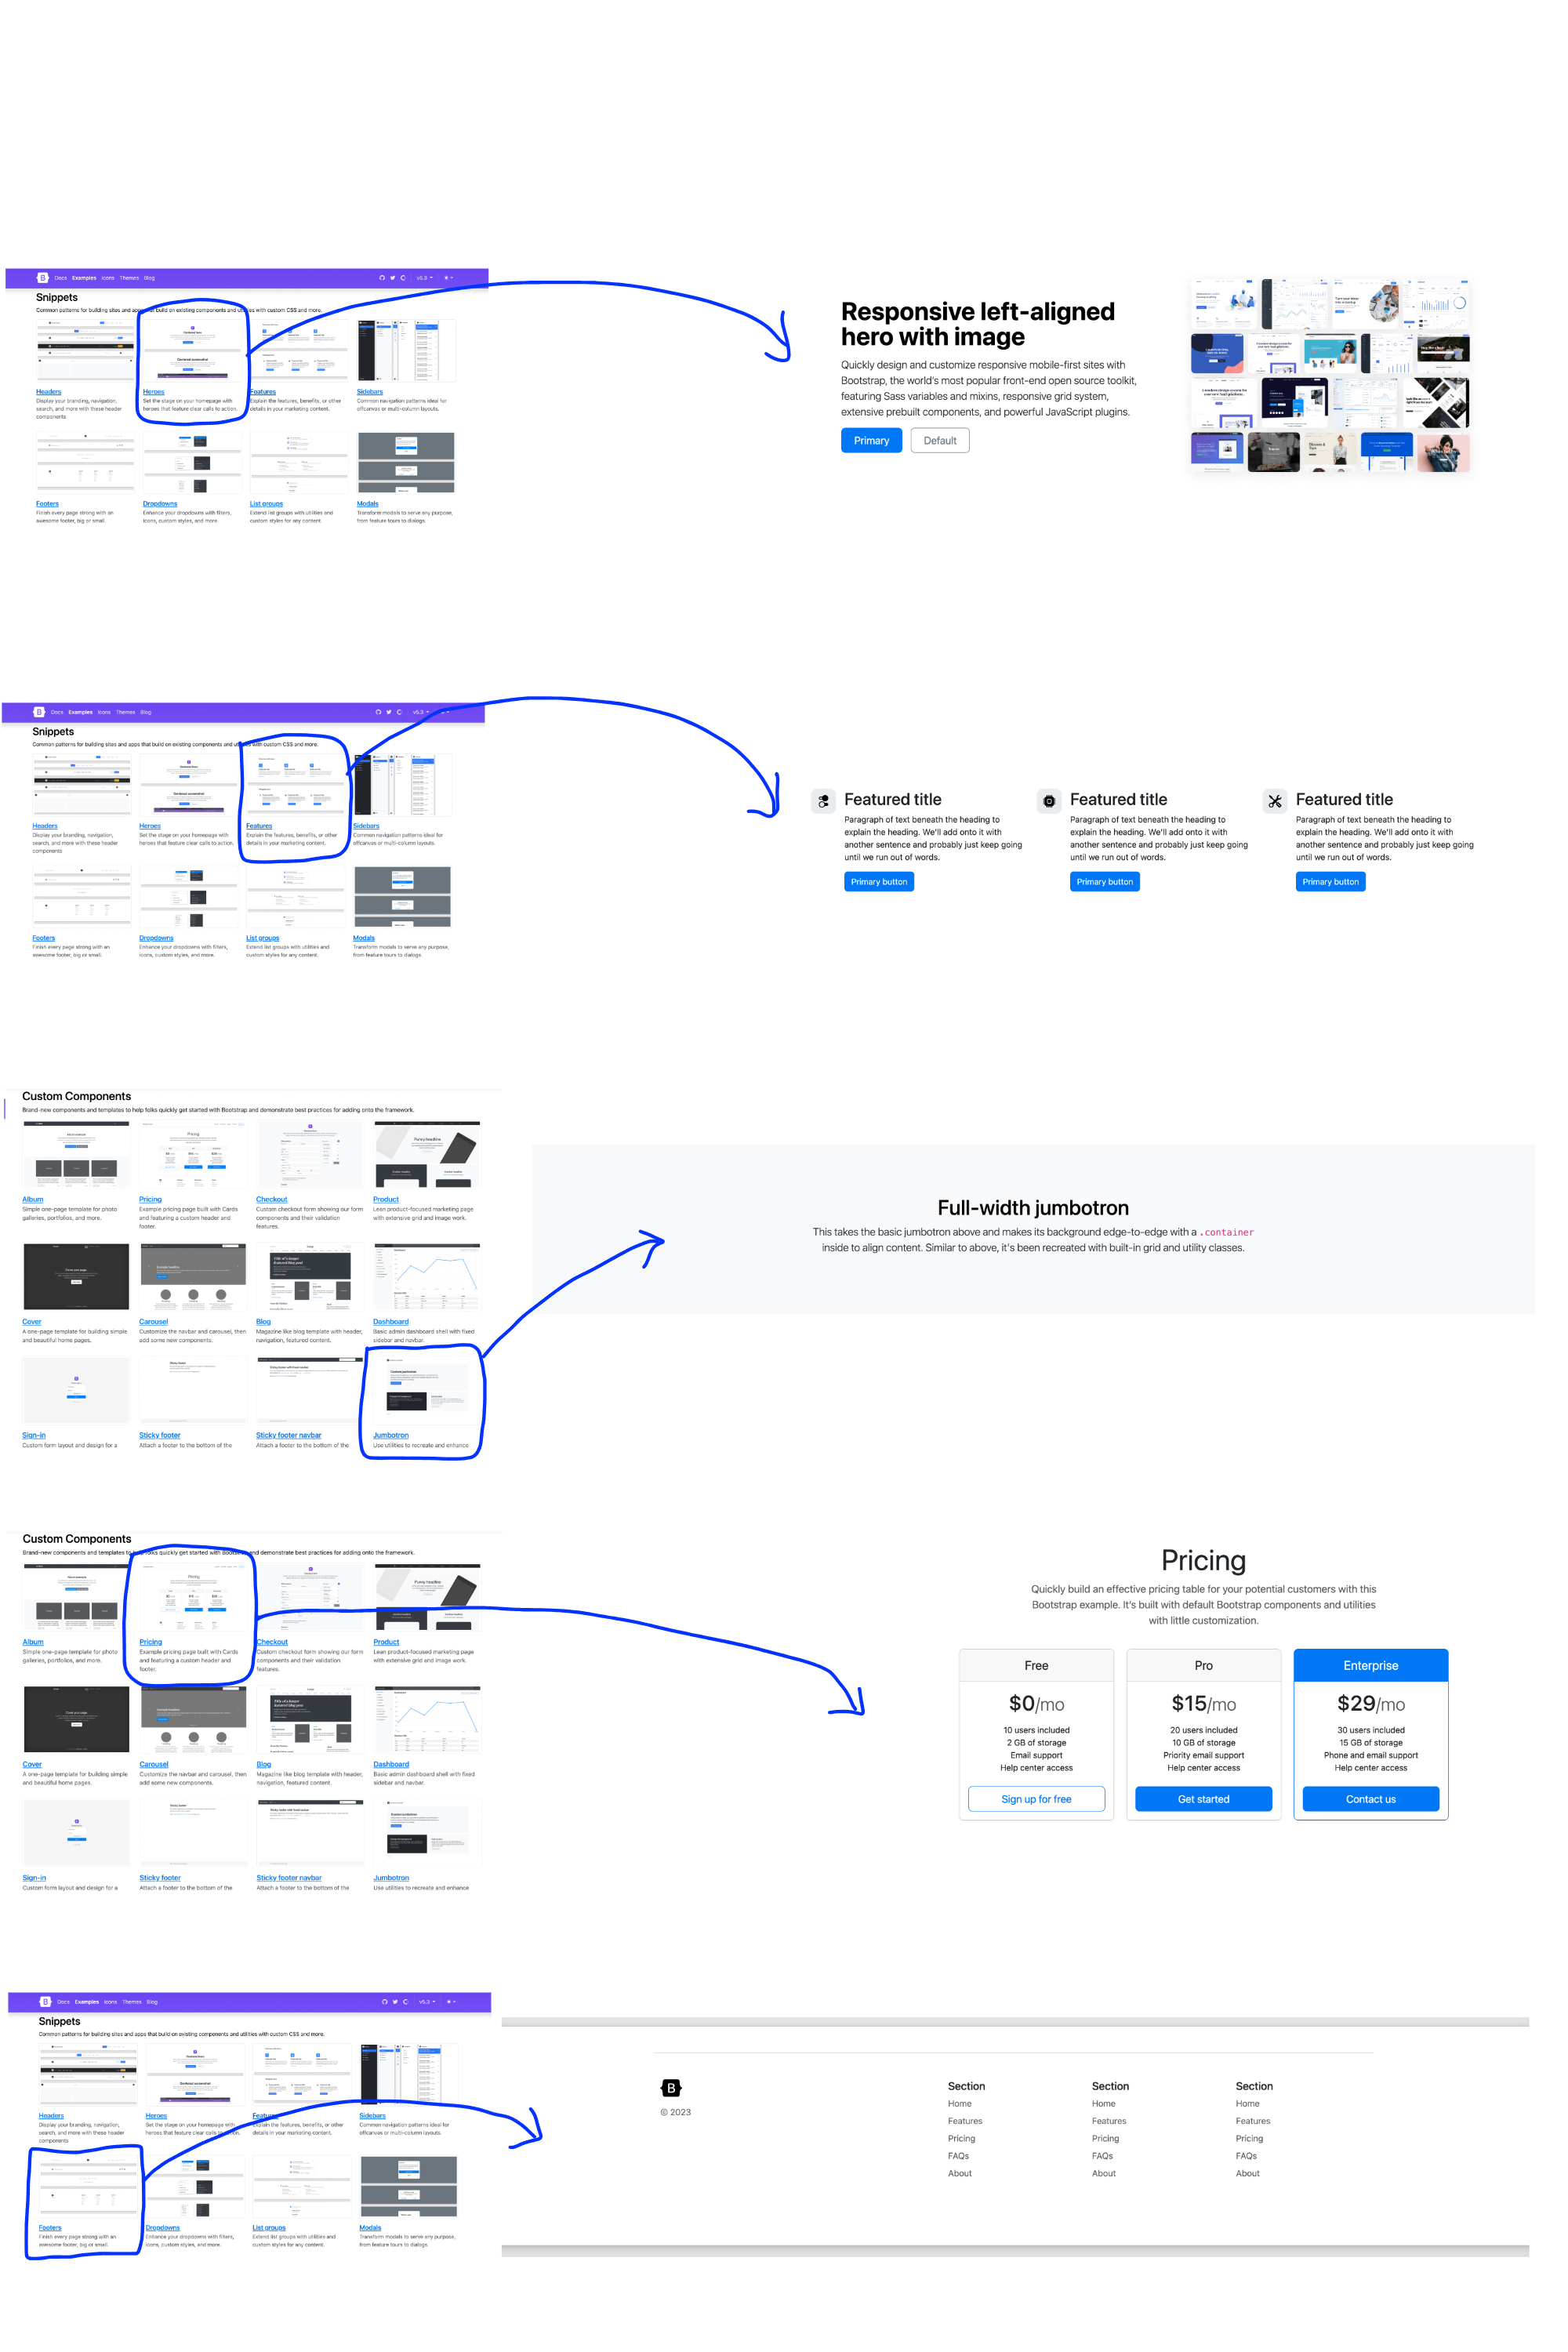 Docs Examples Icons Themes Blog
v5.3
Snippets
Common patterns for building sites and apps that build on existing components and utilities with custom CSS and more.
Headers
Display your branding, navigation,
search, and more with these header
components
Heroes
Set the stage on your homepage with
heroes that feature clear calls to action.
Features
Explain the features, benefits, or other
details in your marketing content.
Sidebars
Common navigation patterns ideal for
offcanvas or multi-column layouts.
Footers
Finish every page strong with an
awesome footer, big or small.
Dropdowns
Enhance your dropdowns with filters,
icons, custom styles, and more.
List groups
Extend list groups with utilities and
custom styles for any content.
Modals
Transform modals to serve any purpose,
from feature tours to dialogs.
Responsive left-aligned
hero with image
Quickly design and customize responsive mobile-first sites with
Bootstrap, the world's most popular front-end open source toolkit,
featuring Sass variables and mixins, responsive grid system,
extensive prebuilt components, and powerful JavaScript plugins.
Primary Default
Docs Examples Icons Themes Blog
v5.3
Snippets
Common patterns for building sites and apps that build on existing components and utilities with custom CSS and more.
Headers
Display your branding, navigation,
search, and more with these header
components
Heroes
Set the stage on your homepage with
heroes that feature clear calls to action.
Features
Explain the features, benefits, or other
details in your marketing content.
Sidebars
Common navigation patterns ideal for
offcanvas or multi-column layouts.
Footers
Finish every page strong with an
awesome footer, big or small.
Dropdowns
Enhance your dropdowns with filters,
icons, custom styles, and more.
List groups
Extend list groups with utilities and
custom styles for any content.
Modals
Transform modals to serve any purpose,
from feature tours to dialogs.
Featured title
Paragraph of text beneath the heading to
explain the heading. We'll add onto it with
another sentence and probably just keep going
until we run out of words.
Primary button
Featured title
Paragraph of text beneath the heading to
explain the heading. We'll add onto it with
another sentence and probably just keep going
until we run out of words.
Primary button
Featured title
Paragraph of text beneath the heading to
explain the heading. We'll add onto it with
another sentence and probably just keep going
until we run out of words.
Primary button
Custom Components
Brand-new components and templates to help folks quickly get started with Bootstrap and demonstrate best practices for adding onto the framework.
Album
Simple one-page template for photo
galleries, portfolios, and more.
Pricing
Example pricing page built with Cards
and featuring a custom header and
footer.
Checkout
Custom checkout form showing our form
components and their validation
features.
Product
Lean product-focused marketing page
with extensive grid and image work.
Cover
A one-page template for building simple
and beautiful home pages.
Carousel
Customize the navbar and carousel, then
add some new components.
Blog
Magazine like blog template with header,
navigation, featured content.
Dashboard
Basic admin dashboard shell with fixed
sidebar and navbar.
Sign-in
Custom form layout and design for a
Sticky footer
Attach a footer to the bottom of the
Sticky footer navbar
Attach a footer to the bottom of the
Jumbotron
Use utilities to recreate and enhance
Full-width jumbotron
This takes the basic jumbotron above and makes its background edge-to-edge with a .container
inside to align content. Similar to above, it's been recreated with built-in grid and utility classes.
Custom Components
Brand-new components and templates to help folks quickly get started with Bootstrap and demonstrate best practices for adding onto the framework.
Album
Simple one-page template for photo
galleries, portfolios, and more.
Pricing
Example pricing page built with Cards
and featuring a custom header and
footer.
Checkout
Custom checkout form showing our form
components and their validation
features.
Product
Lean product-focused marketing page
with extensive grid and image work.
Cover
A one-page template for building simple
and beautiful home pages.
Carousel
Customize the navbar and carousel, then
add some new components.
Blog
Magazine like blog template with header,
navigation, featured content.
Dashboard
Basic admin dashboard shell with fixed
sidebar and navbar.
Sign-in
Custom form layout and design for a
Sticky footer
Attach a footer to the bottom of the
Sticky footer navbar
Attach a footer to the bottom of the
Jumbotron
Use utilities to recreate and enhance
Pricing
Quickly build an effective pricing table for your potential customers with this
Bootstrap example. It's built with default Bootstrap components and utilities
with little customization.
Free
$0/mo
10 users included
2 GB of storage
Email support
Help center access
Sign up for free
Pro
$15/mo
20 users included
10 GB of storage
Priority email support
Help center access
Get started
Enterprise
$29/mo
30 users included
15 GB of storage
Phone and email support
Help center access
Contact us
Docs Examples Icons Themes Blog
v5.3
Snippets
Common patterns for building sites and apps that build on existing components and utilities with custom CSS and more.
Headers
Display your branding, navigation,
search, and more with these header
components
Heroes
Set the stage on your homepage with
heroes that feature clear calls to action.
Features
Explain the features, benefits, or other
details in your marketing content.
Sidebars
Common navigation patterns ideal for
offcanvas or multi-column layouts.
Footers
Finish every page strong with an
awesome footer, big or small.
Dropdowns
Enhance your dropdowns with filters,
icons, custom styles, and more.
List groups
Extend list groups with utilities and
custom styles for any content.
Modals
Transform modals to serve any purpose,
from feature tours to dialogs.
B
© 2023
Section
Home
Features
Pricing
FAQs
About
Section
Home
Features
Pricing
FAQs
About
Section
Home
Features
Pricing
FAQs
About